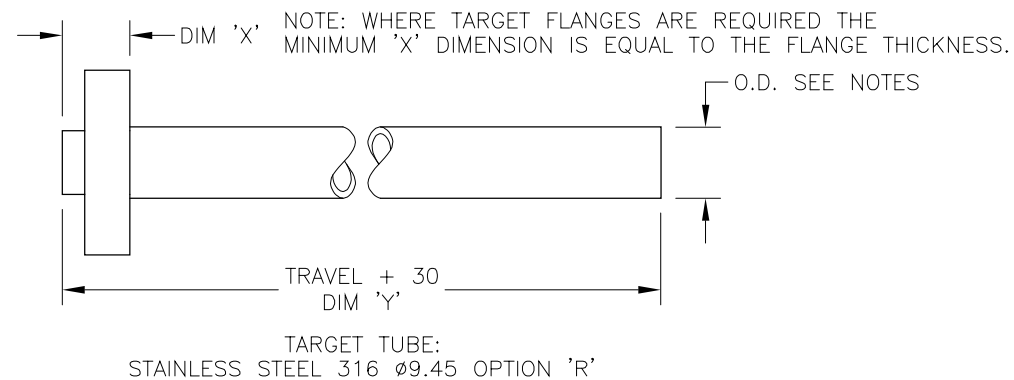 DIM 'X'
NOTE: WHERE TARGET FLANGES ARE REQUIRED THE
MINIMUM 'X' DIMENSION IS EQUAL TO THE FLANGE THICKNESS.
O.D. SEE NOTES
TRAVEL + 30
DIM 'Y'
TARGET TUBE:
STAINLESS STEEL 316 Ø9.45 OPTION 'R'